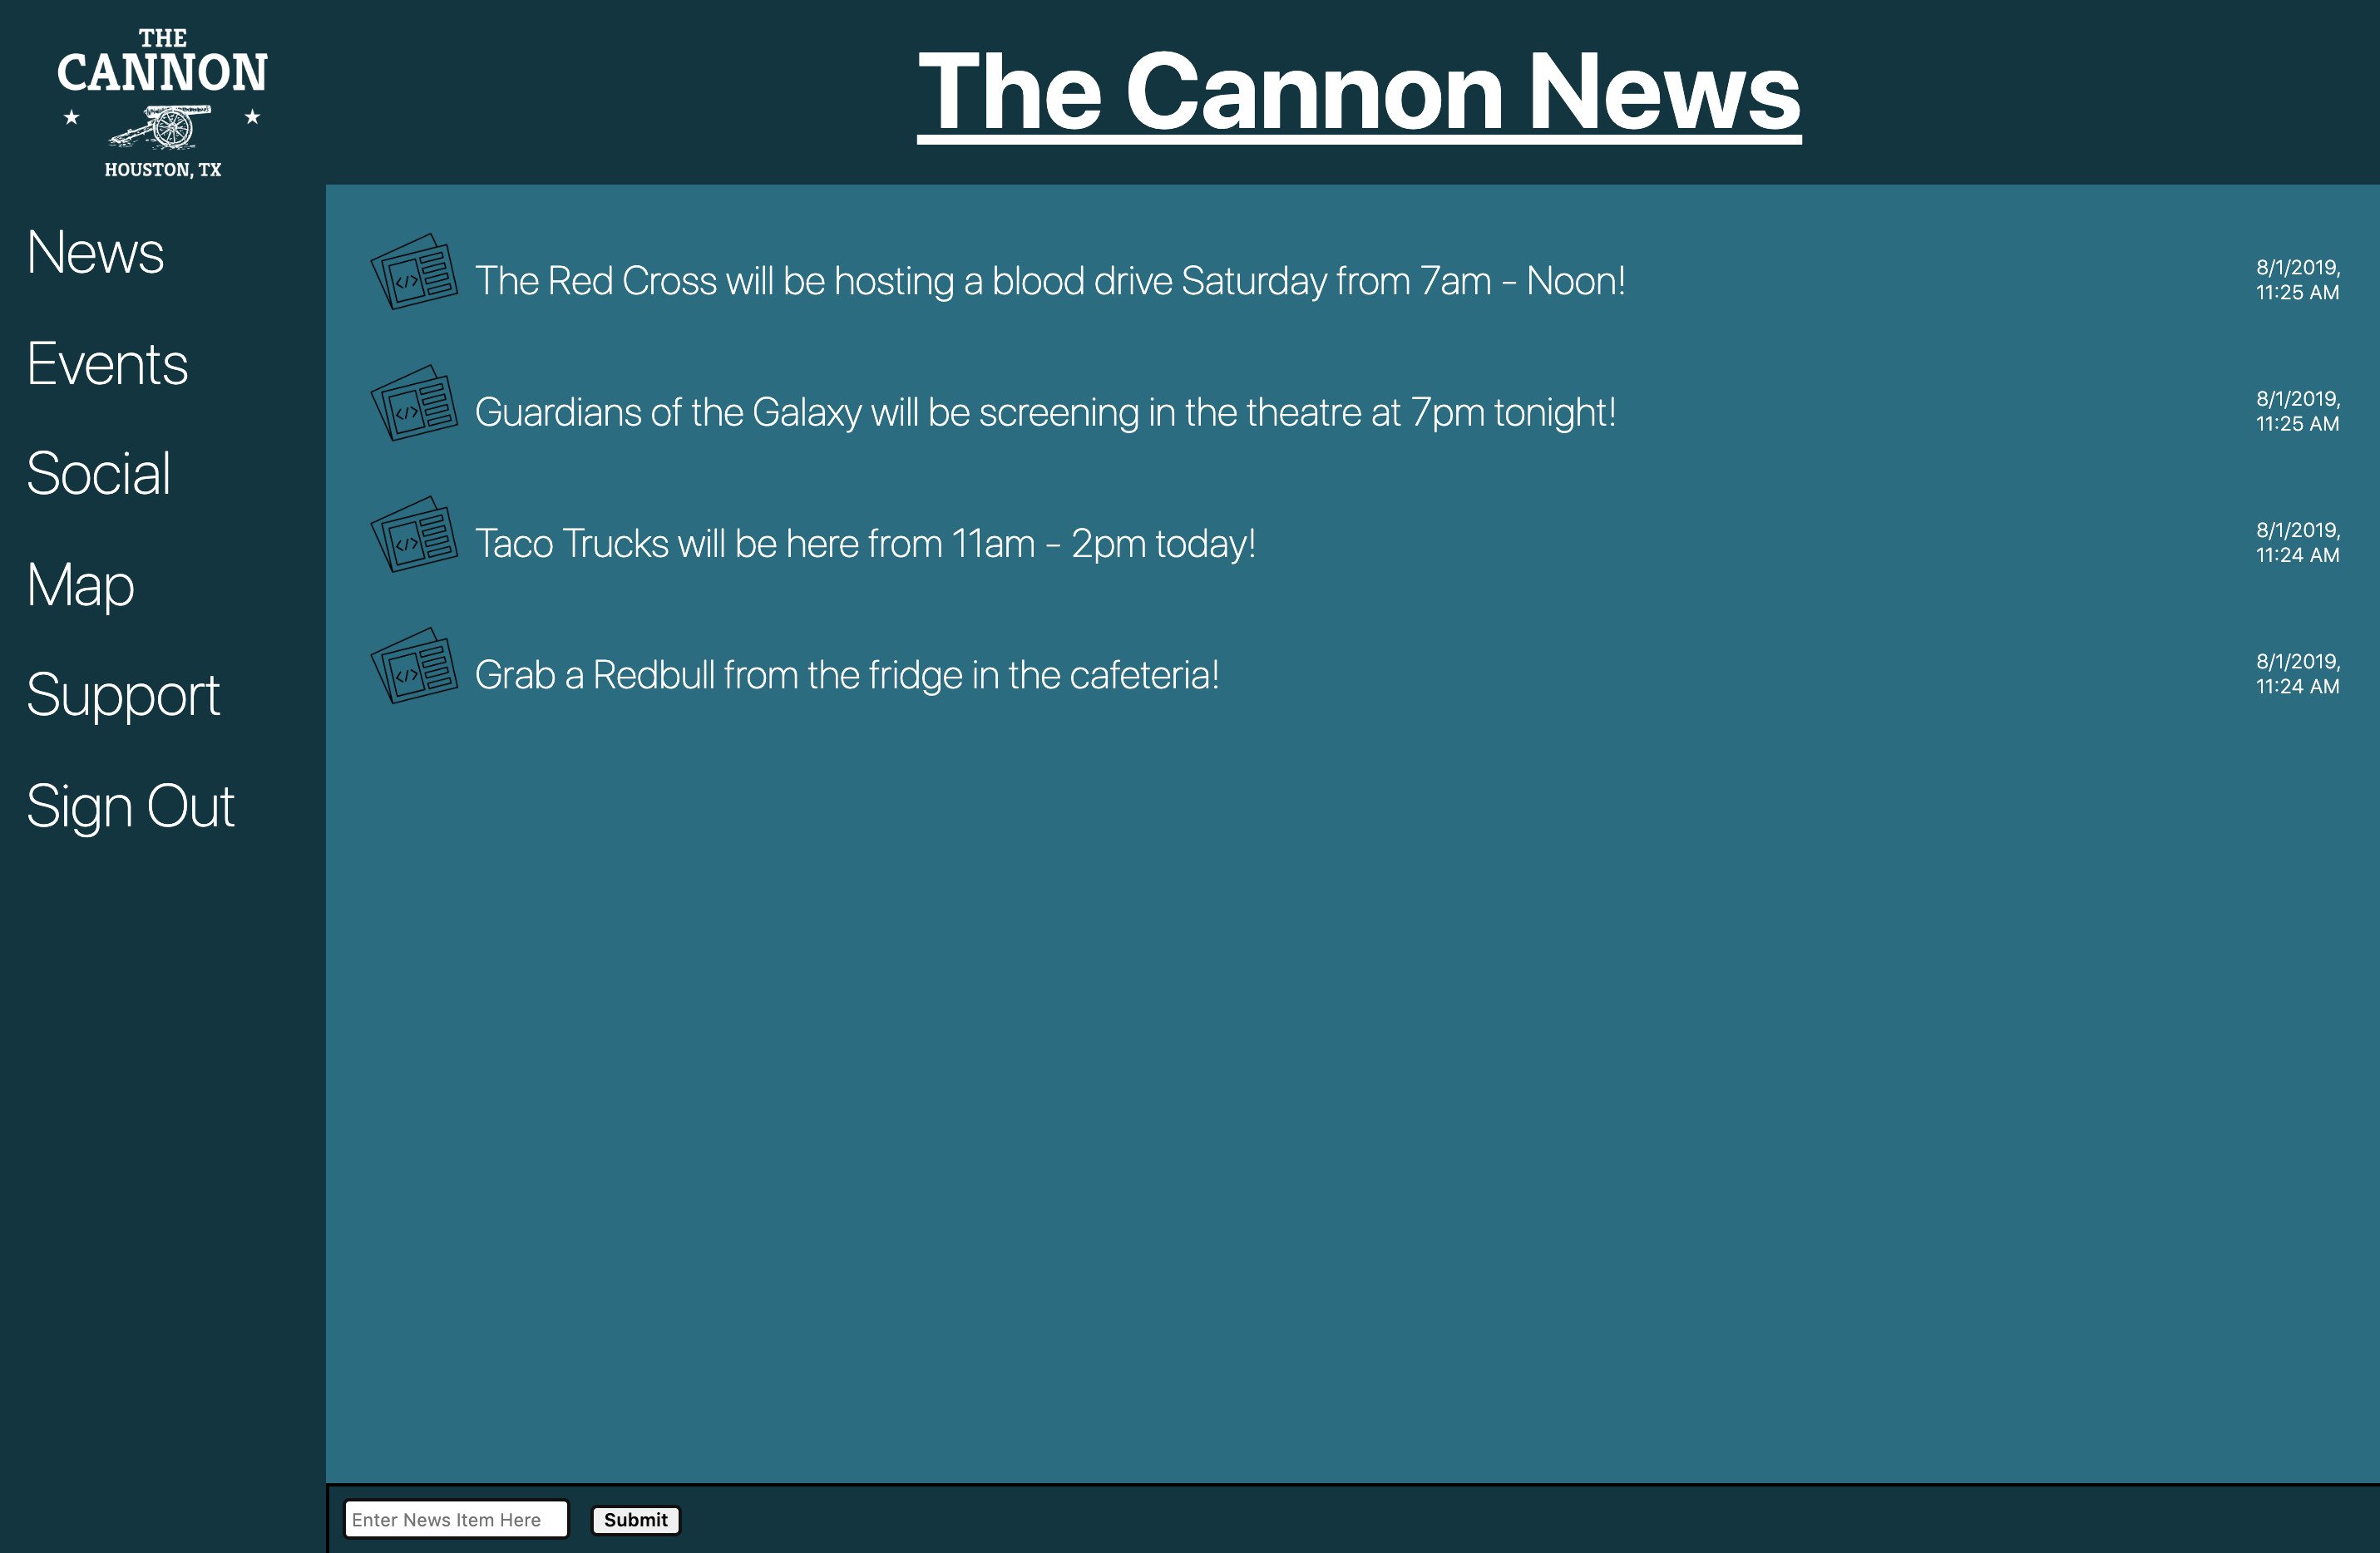 THE
CANNON
HOUSTON, TX
The Cannon News
News
Events
Social
Map
Support
Sign Out
The Red Cross will be hosting a blood drive Saturday from 7am - Noon!
8/1/2019,
11:25 AM
Guardians of the Galaxy will be screening in the theatre at 7pm tonight!
8/1/2019,
11:25 AM
Taco Trucks will be here from 11am - 2pm today!
8/1/2019,
11:24 AM
Grab a Redbull from the fridge in the cafeteria!
8/1/2019,
11:24 AM
Enter News Item Here
Submit